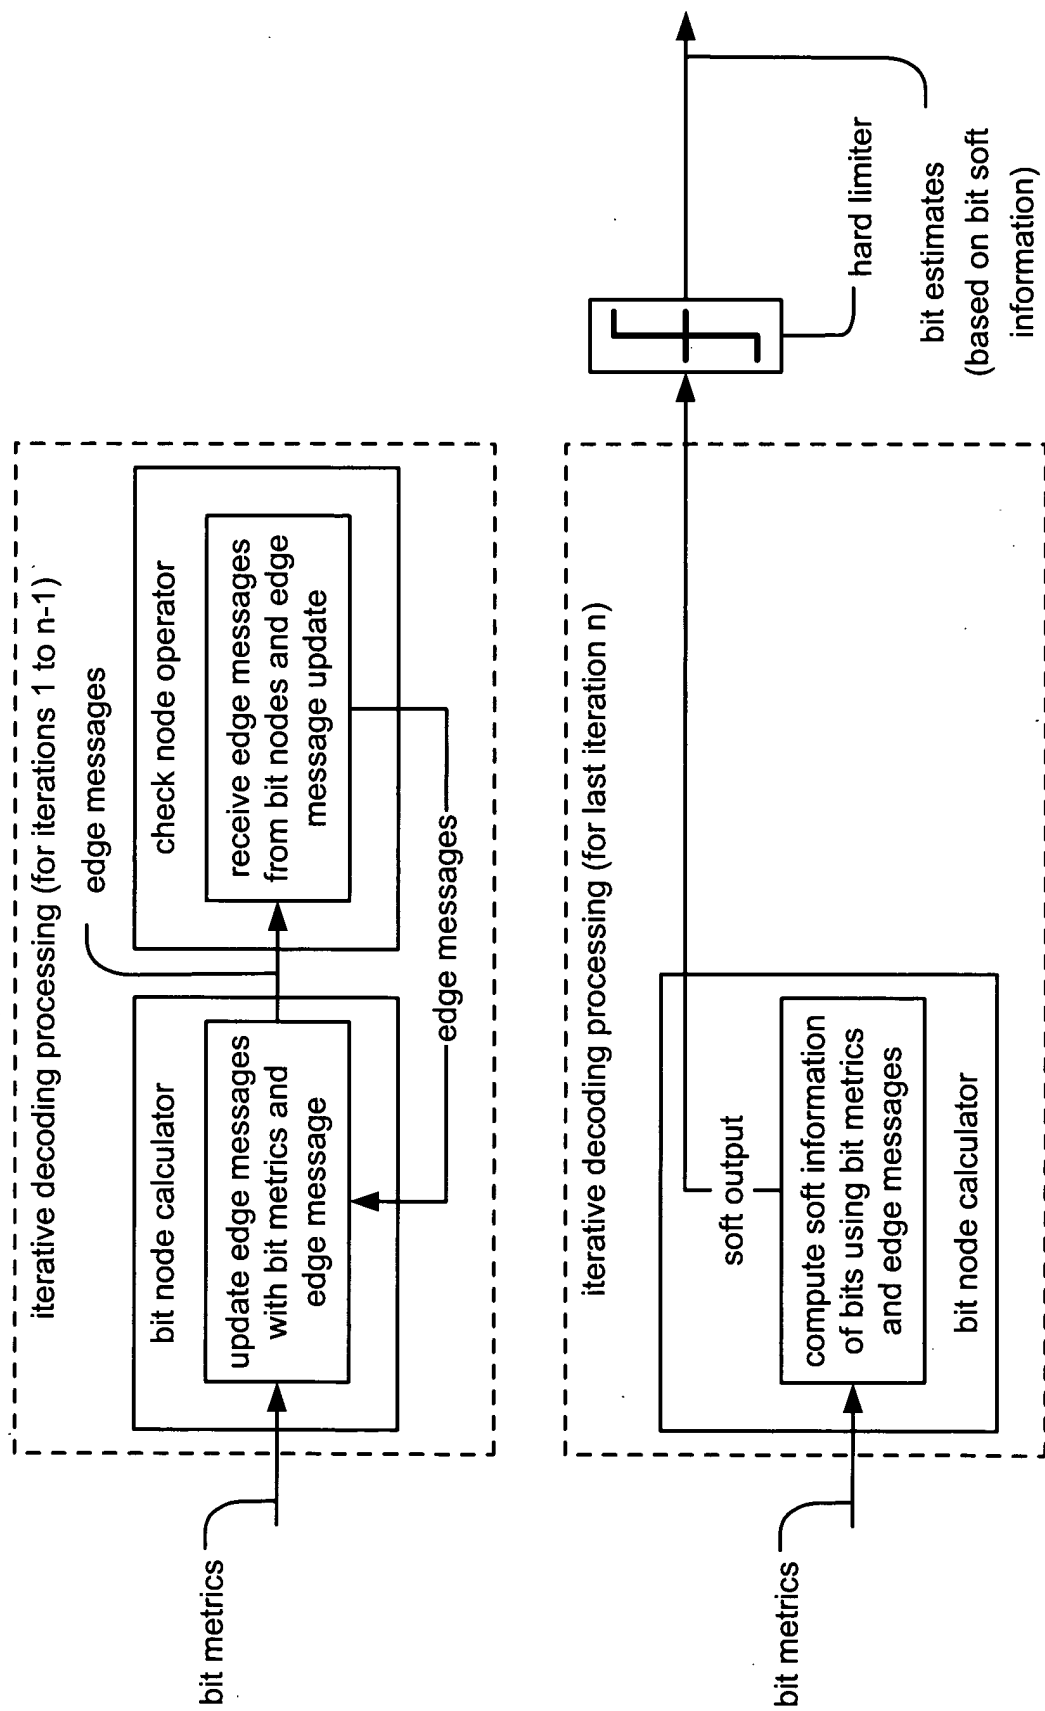 iterative decoding processing (for iterations 1 to n-1)
edge messages
bit node calculator
check node operator
update edge messages
with bit metrics and
edge message
receive edge messages
from bit nodes and edge
message update
edge messages
bit metrics
iterative decoding processing (for last iteration n)
soft output
compute soft information
of bits using bit metrics
and edge messages
bit node calculator
bit metrics
hard limiter
bit estimates
(based on bit soft
information)